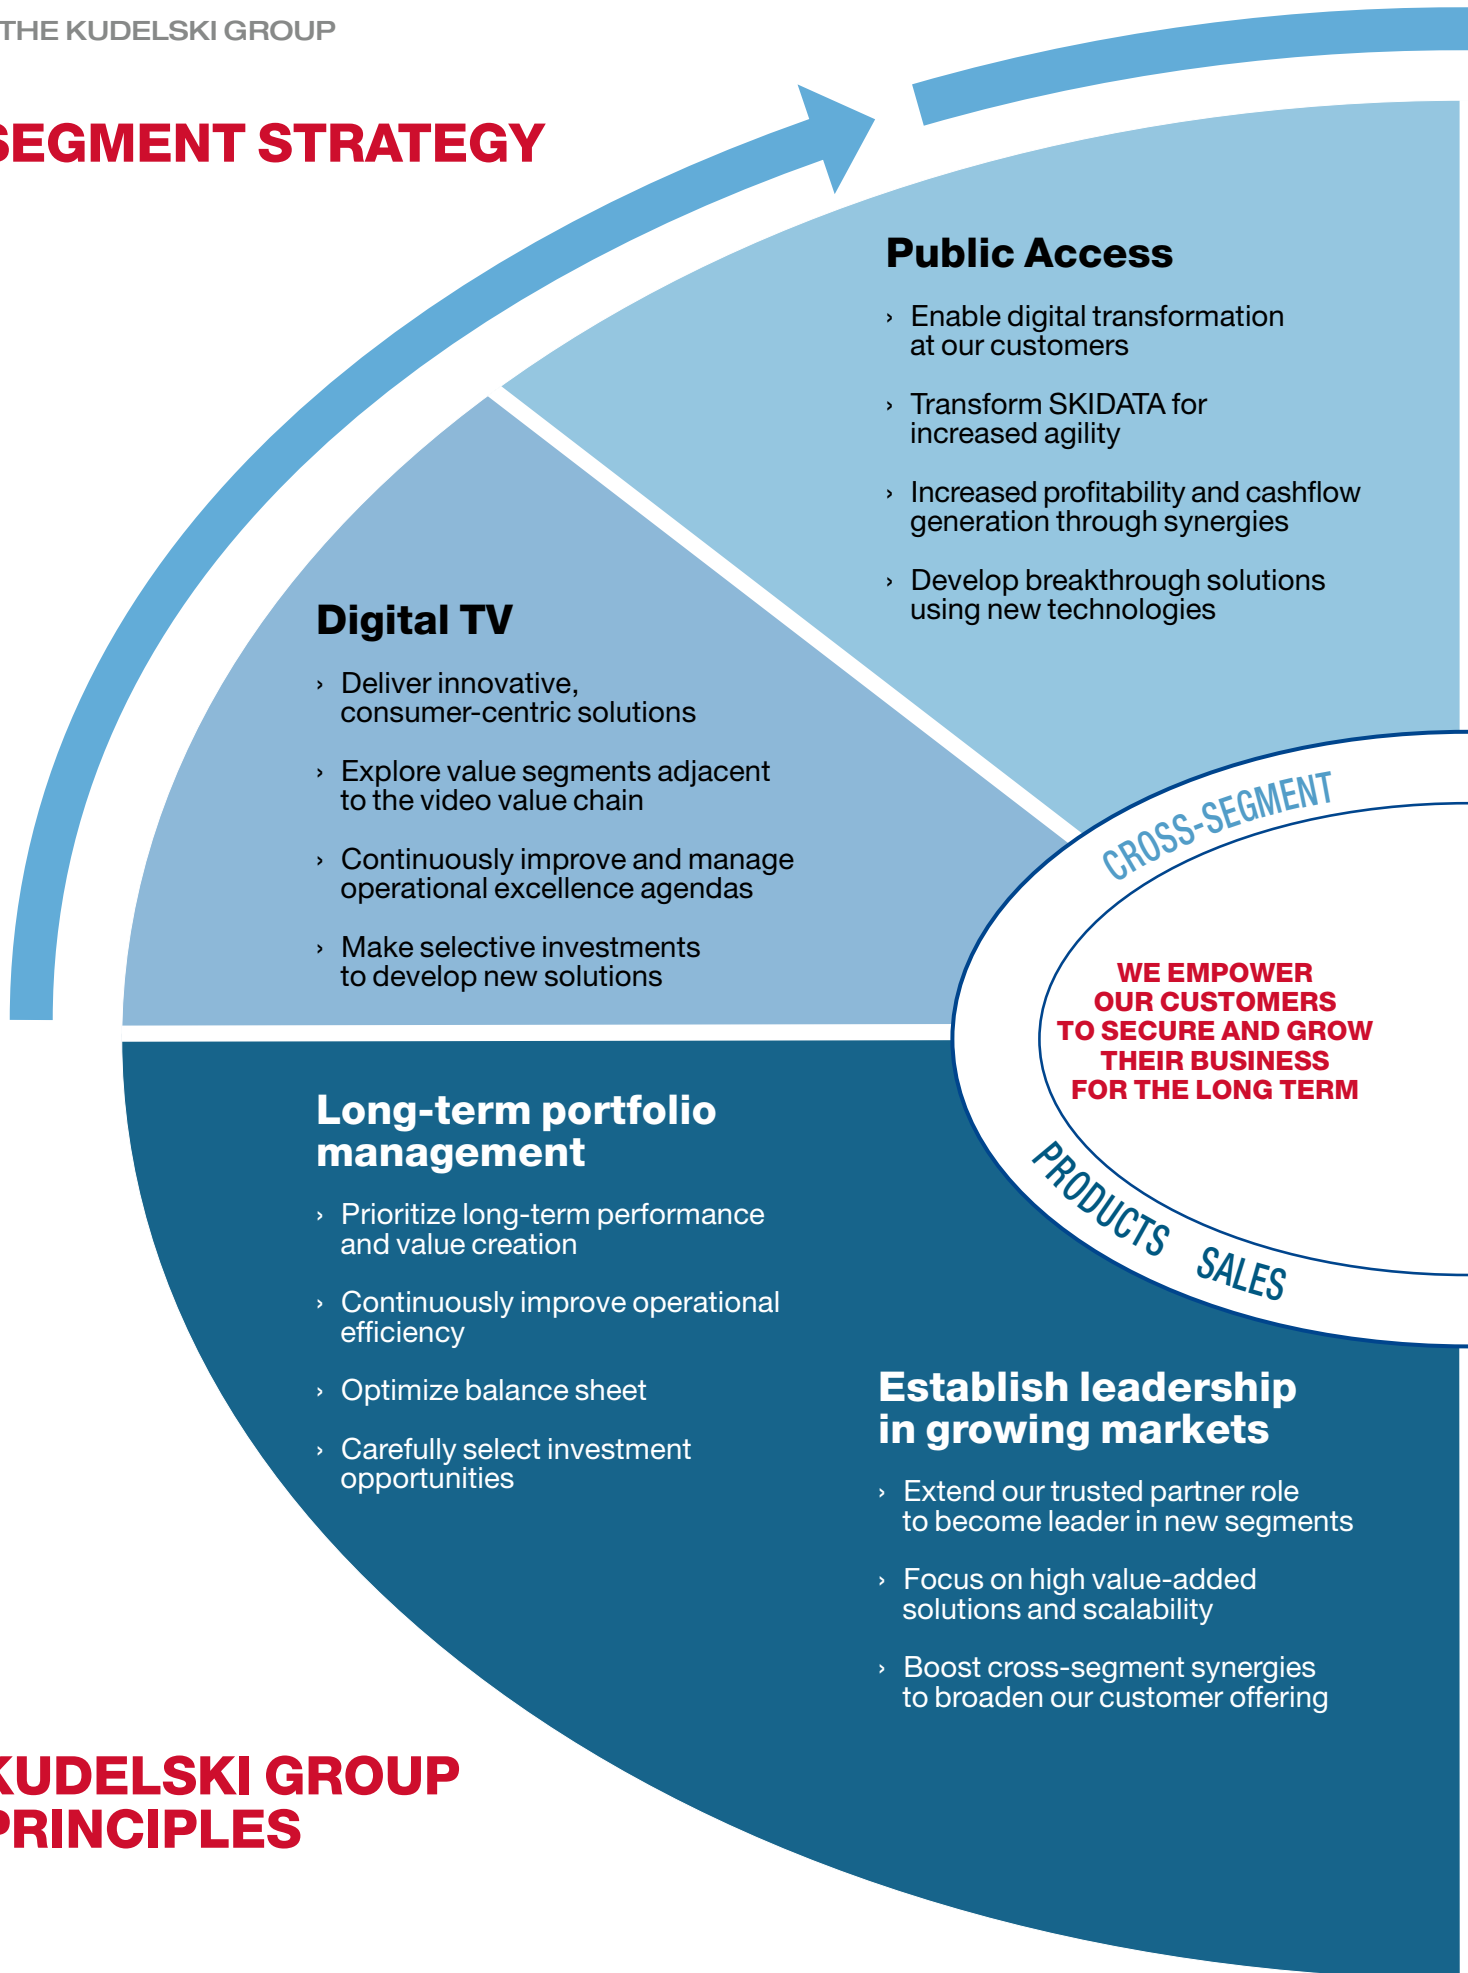 THE KUDELSKI GROUP
SEGMENT STRATEGY
Public Access
› Enable digital transformation
at our customers
› Transform SKIDATA for
increased agility
› Increased profitability and cashflow
generation through synergies
› Develop breakthrough solutions
using new technologies
Digital TV
› Deliver innovative,
consumer-centric solutions
› Explore value segments adjacent
to the video value chain
› Continuously improve and manage
operational excellence agendas
› Make selective investments
to develop new solutions
CROSS-SEGMENT
WE EMPOWER
OUR CUSTOMERS
TO SECURE AND GROW
THEIR BUSINESS
FOR THE LONG TERM
PRODUCTS SALES
Long-term portfolio
management
› Prioritize long-term performance
and value creation
› Continuously improve operational
efficiency
› Optimize balance sheet
› Carefully select investment
opportunities
Establish leadership
in growing markets
› Extend our trusted partner role
to become leader in new segments
› Focus on high value-added
solutions and scalability
› Boost cross-segment synergies
to broaden our customer offering
KUDELSKI GROUP
PRINCIPLES